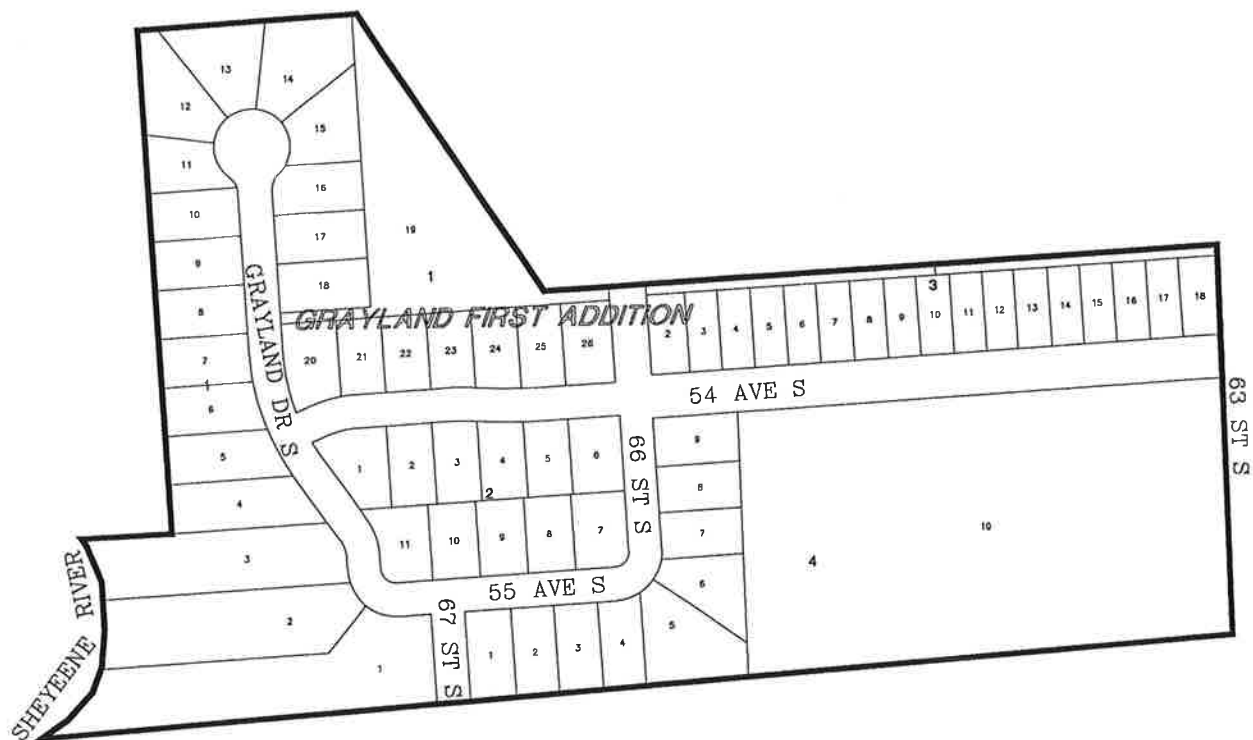 13
14
12
15
11
16
10
17
19
9
18
1
8
GRAYLAND DR S
GRAYLAND FIRST ADDITION
3
2 3 4 5 6 7 8 9 10 11 12 13 14 15 16 17 18
7
20 21 22 23 24 25 26
1
6
54 AVE S
63 ST S
5
1 2 3 4 5 6
66 ST S
9
8
4
2
11 10 9 8 7
7
10
3
4
6
55 AVE S
SHEYEENE RIVER
2
67 ST S
1
1 2 3 4 5